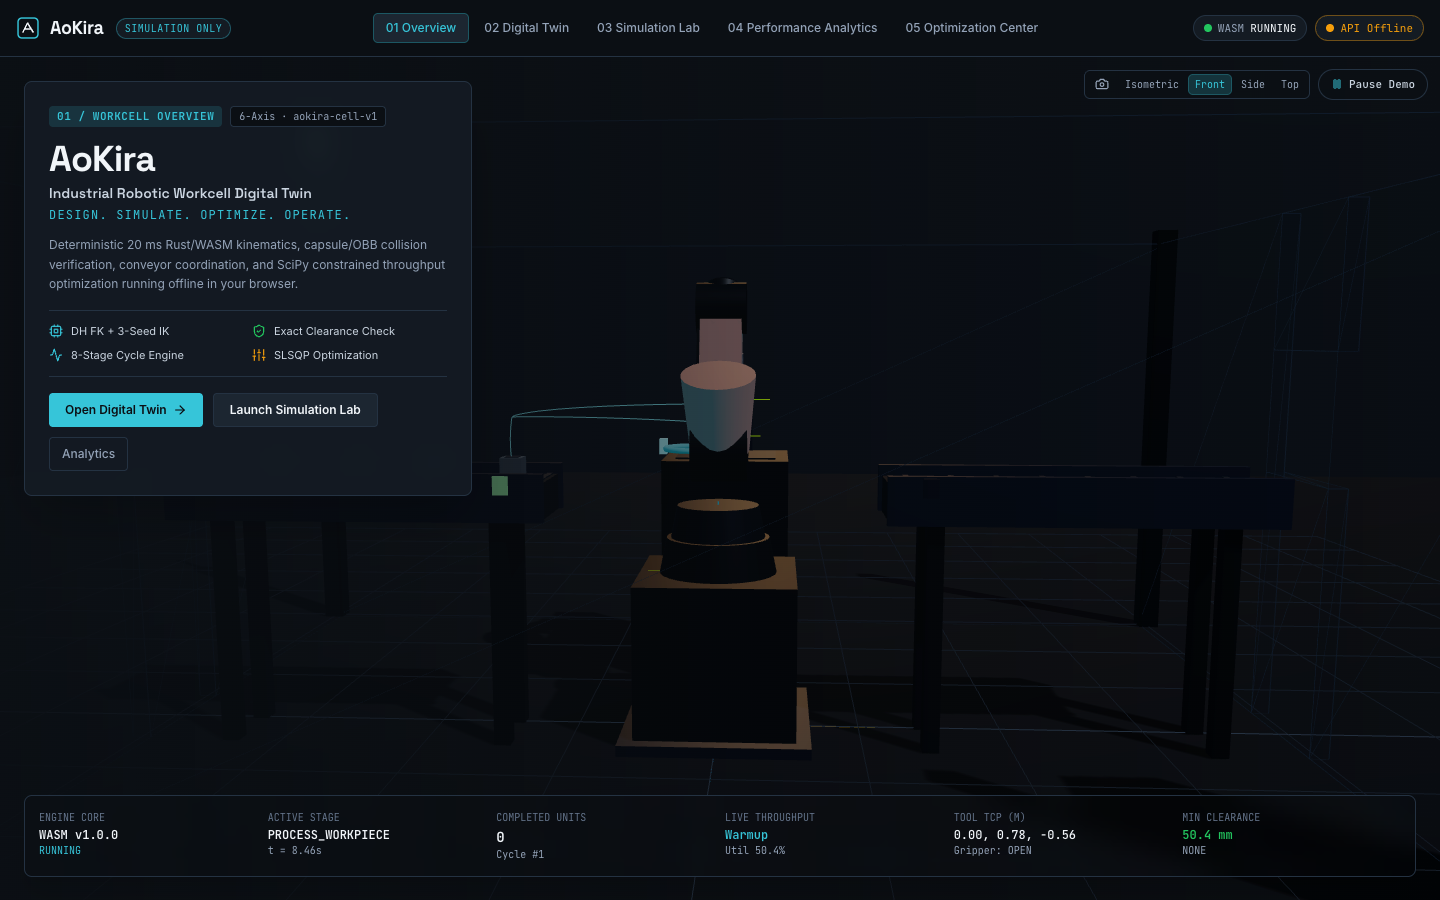 AoKira
SIMULATION ONLY
01 Overview
02 Digital Twin
03 Simulation Lab
04 Performance Analytics
05 Optimization Center
WASM RUNNING
API Offline
Isometric
Front
Side
Top
Pause Demo
01 / WORKCELL OVERVIEW
6-Axis · aokira-cell-v1
AoKira
Industrial Robotic Workcell Digital Twin
DESIGN. SIMULATE. OPTIMIZE. OPERATE.
Deterministic 20 ms Rust/WASM kinematics, capsule/OBB collision
verification, conveyor coordination, and SciPy constrained throughput
optimization running offline in your browser.
DH FK + 3-Seed IK
Exact Clearance Check
8-Stage Cycle Engine
SLSQP Optimization
Open Digital Twin →
Launch Simulation Lab
Analytics
ENGINE CORE
WASM v1.0.0
RUNNING
ACTIVE STAGE
PROCESS_WORKPIECE
t = 8.46s
COMPLETED UNITS
0
Cycle #1
LIVE THROUGHPUT
Warmup
Util 50.4%
TOOL TCP (M)
0.00, 0.78, -0.56
Gripper: OPEN
MIN CLEARANCE
50.4 mm
NONE